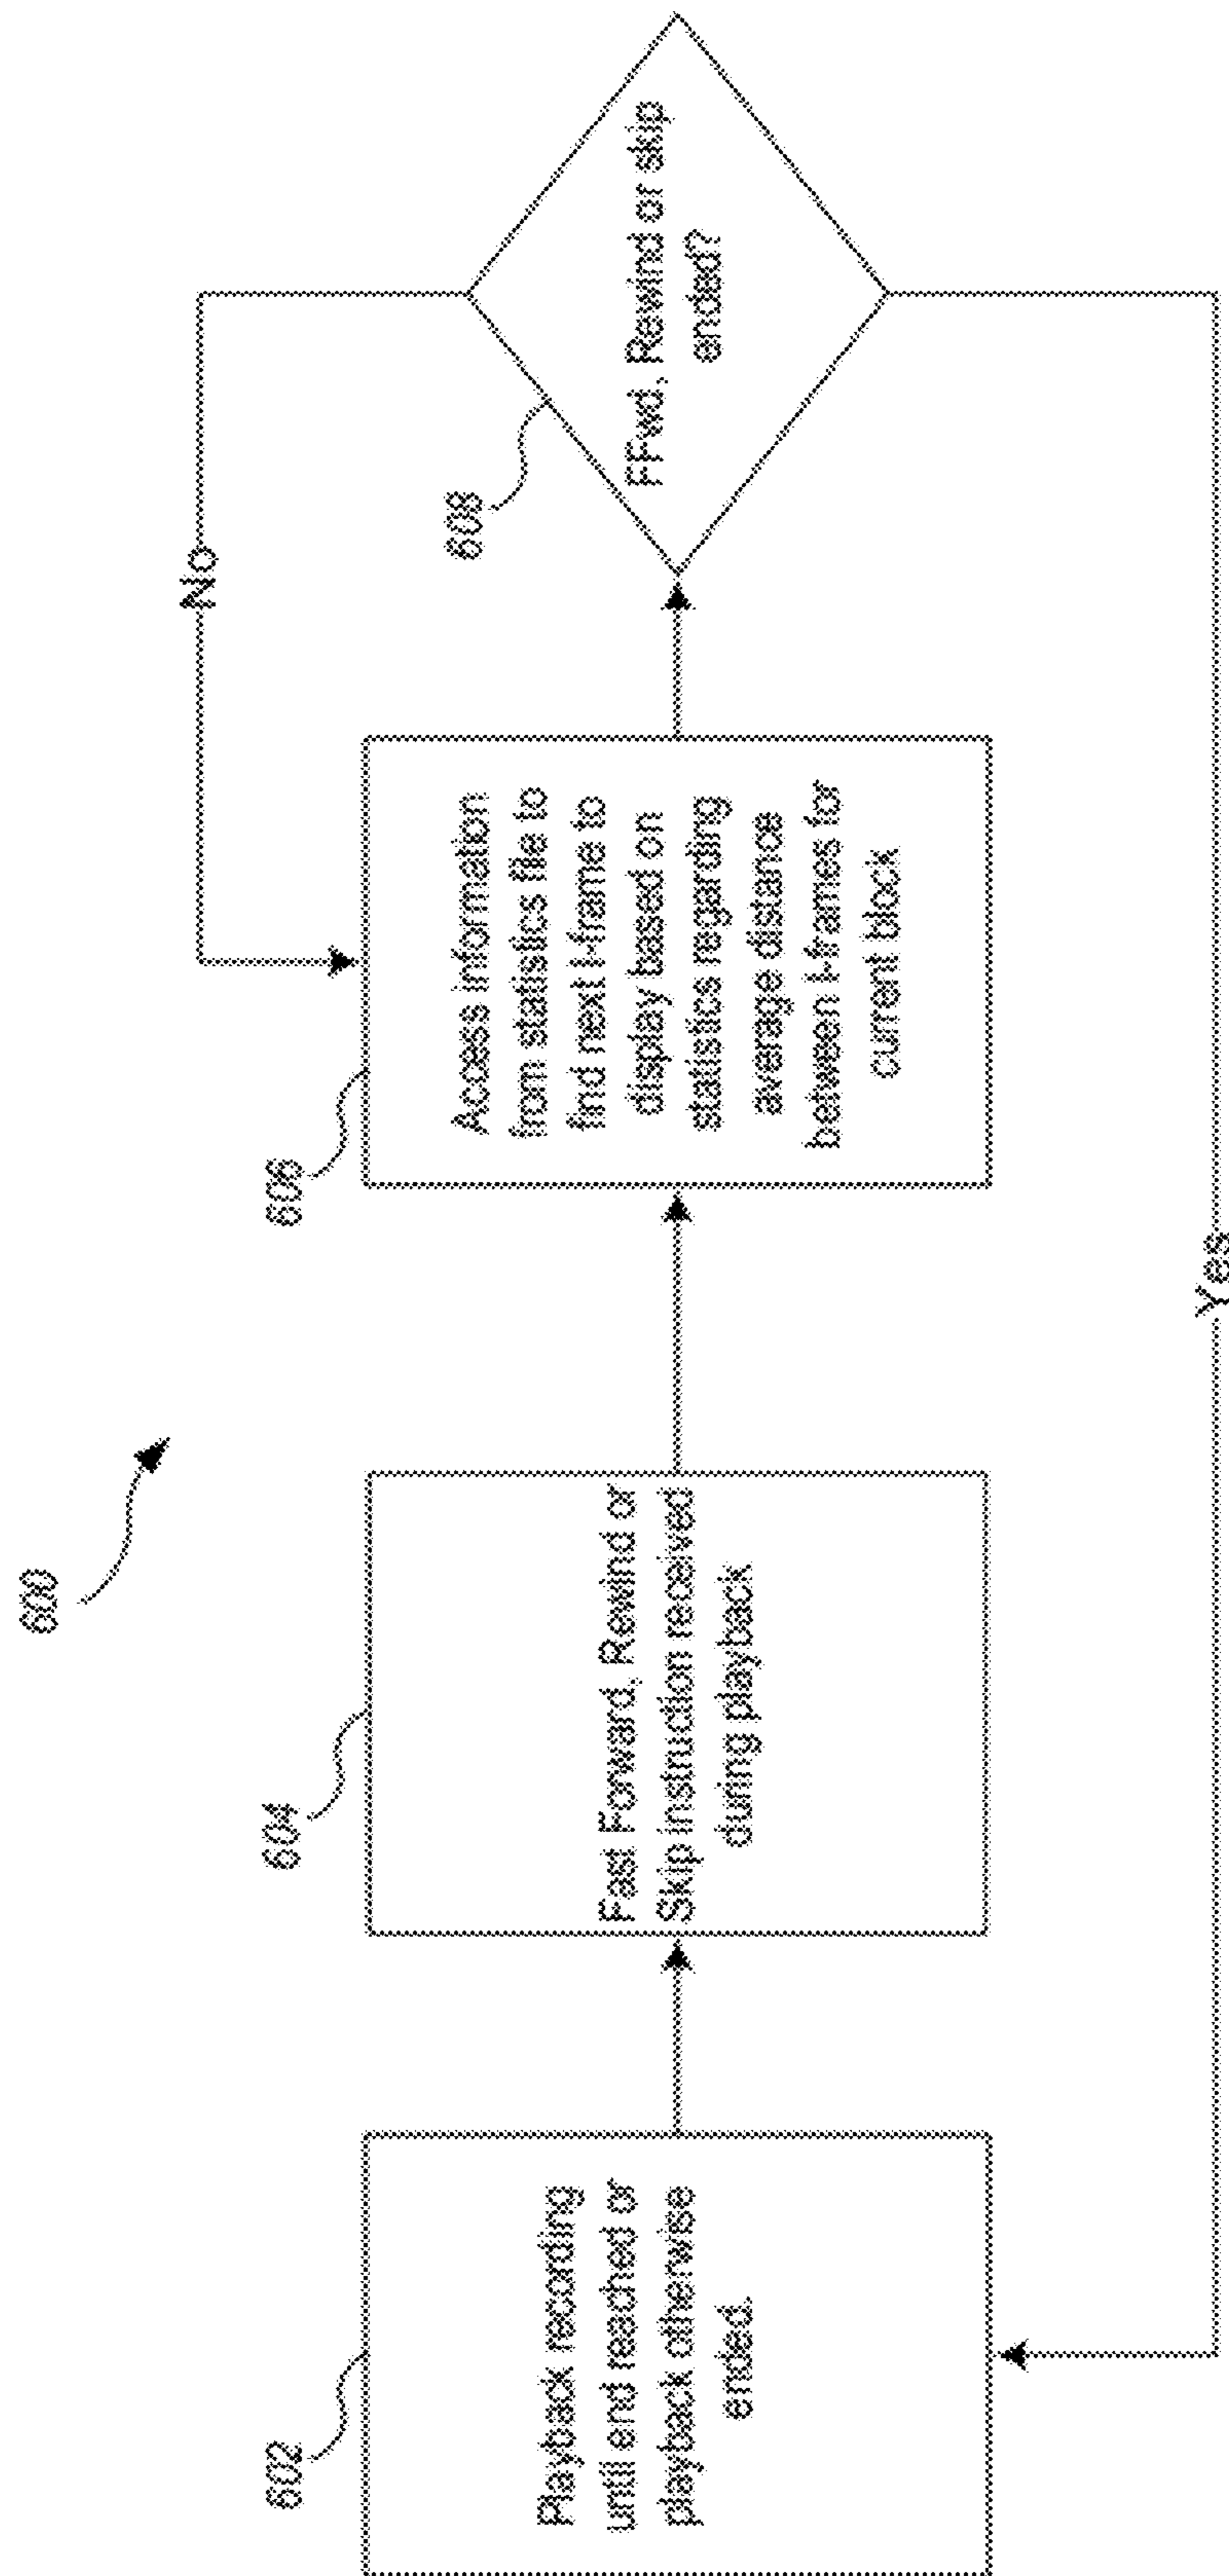 600
602
Playback recording
until end reached or
playback otherwise
ended.
604
Fast Forward, Rewind or
Skip instruction received
during playback
606
Access information
from statistics file to
find next I-frame to
display based on
statistics regarding
average distance
between I-frames for
current block
608
FFwd, Rewind or skip
ended?
No
Yes